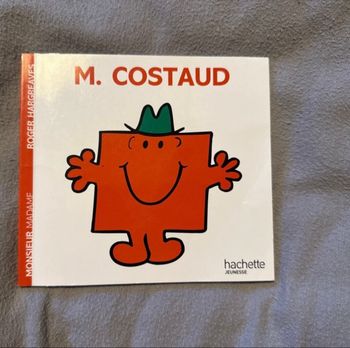 M. COSTAUD
MONSIEUR MADAME
ROGER HARGREAVES
hachette
JEUNESSE